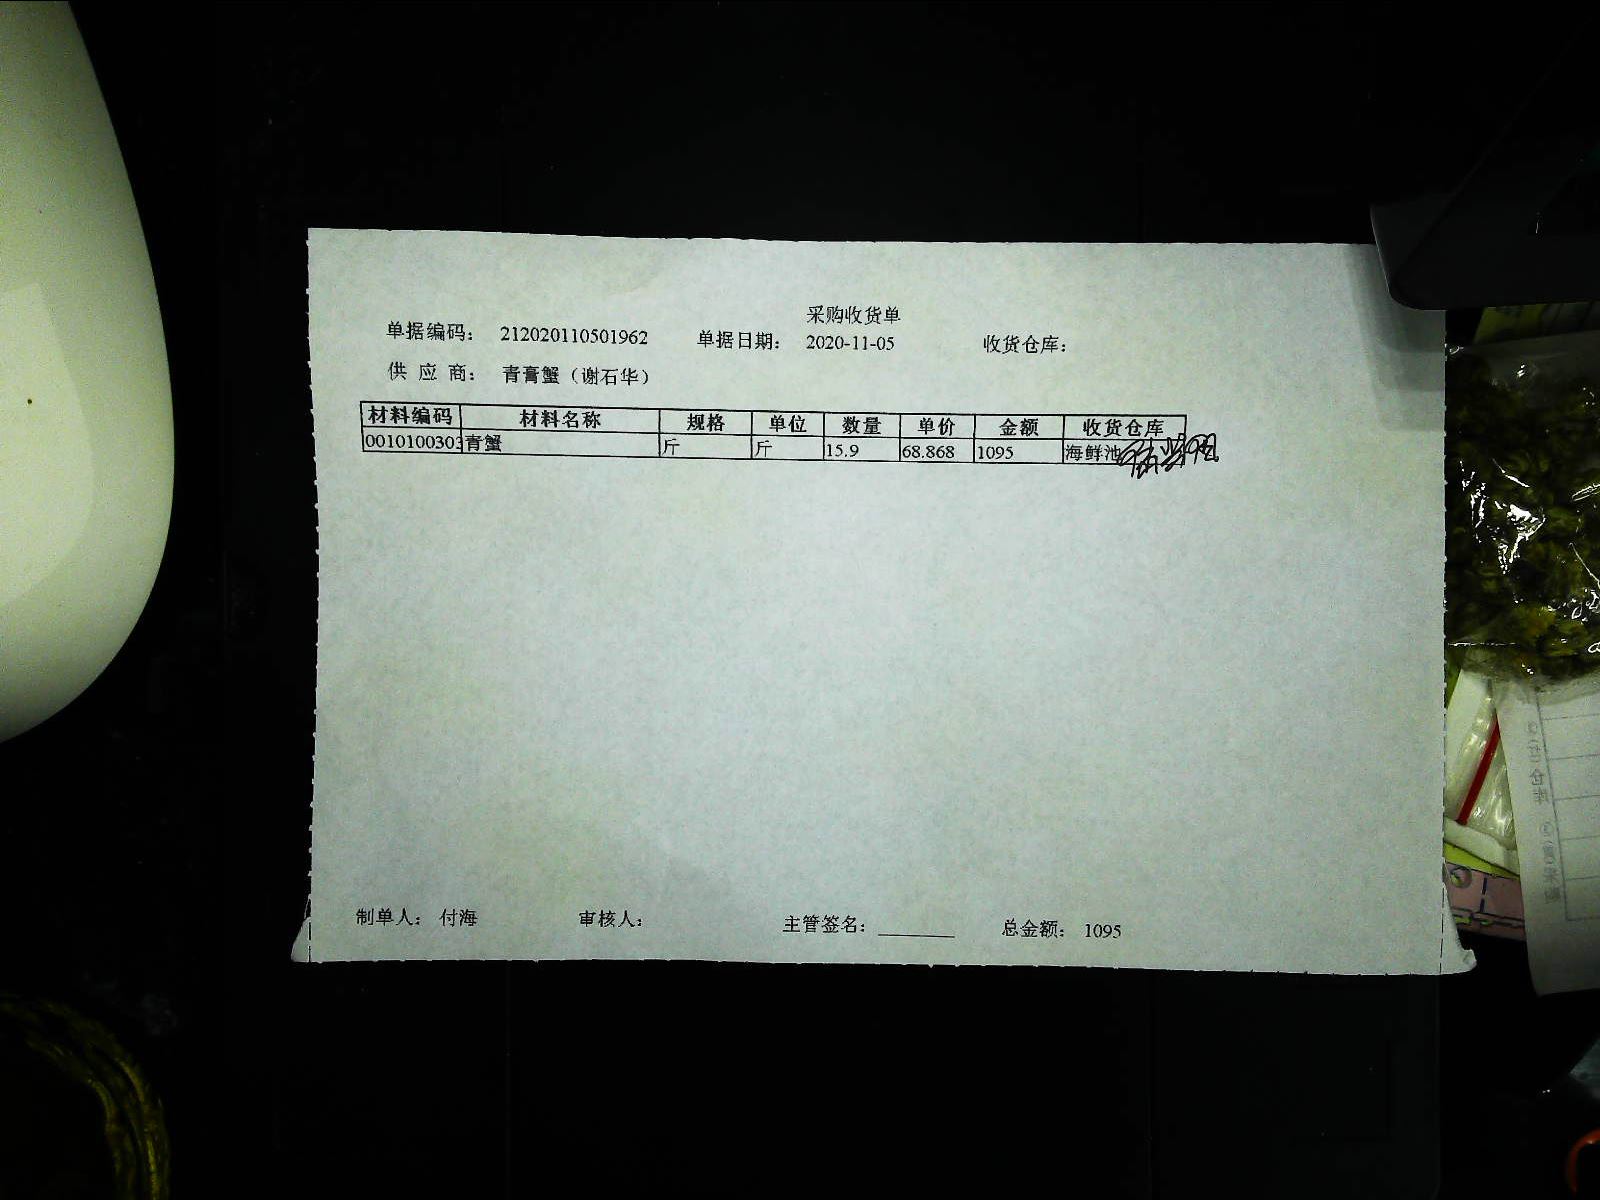 采购收货单
单据编码: 212020110501962 单据日期: 2020-11-05 收货仓库:
供 应 商: 青膏蟹（谢石华）
材料编码 材料名称 规格 单位 数量 单价 金额 收货仓库
0010100303 青蟹 斤 斤 15.9 68.868 1095 海鲜池
制单人: 付海 审核人: 主管签名: ________ 总金额: 1095